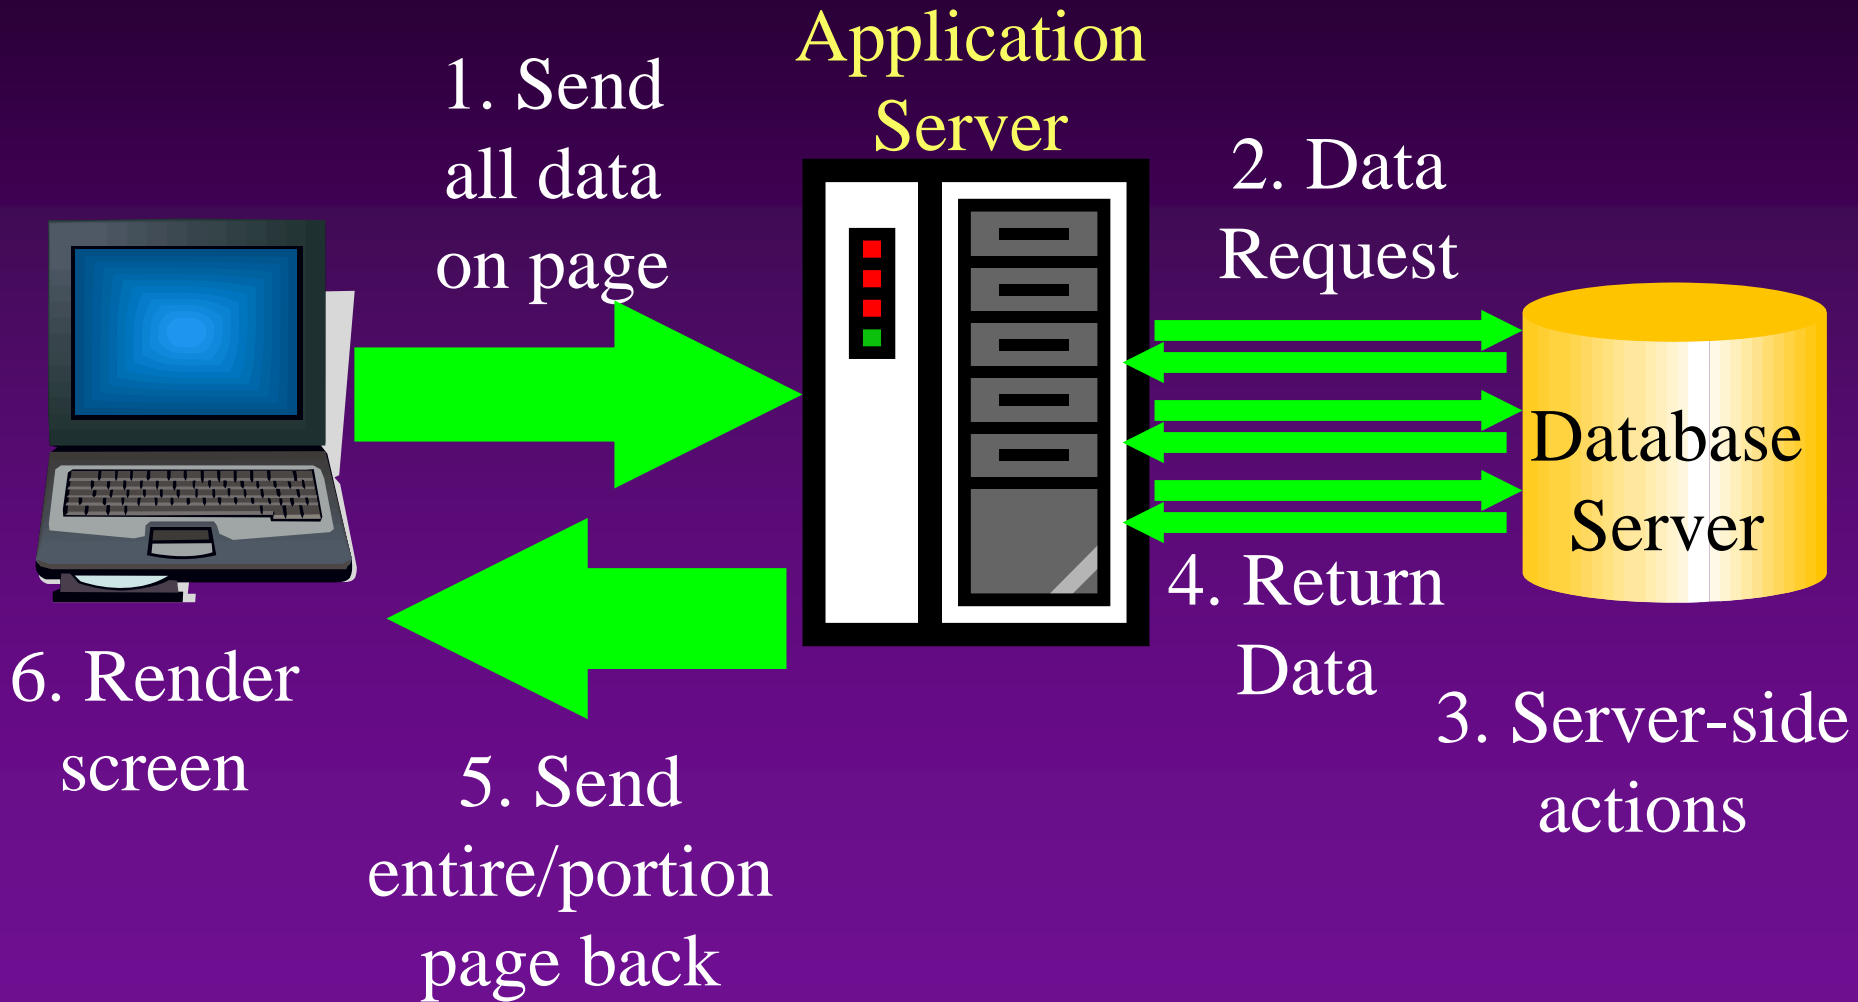 Application
Server
1. Send
all data
on page
2. Data
Request
Database
Server
3. Server-side
actions
4. Return
Data
5. Send
entire/portion
page back
6. Render
screen